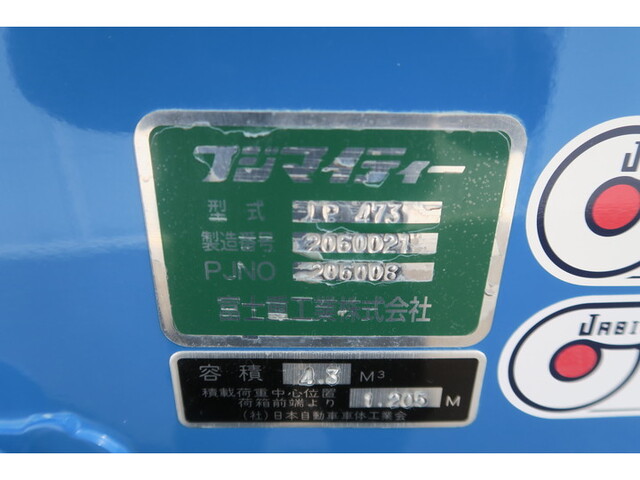 フジマイティー
型式 LP 473
製造番号 206002T
PJNO 206008
富士重工業株式会社
容積 4.3 M³
積載荷重中心位置
荷箱前端より 1.205 M
(社)日本自動車車体工業会
JABI